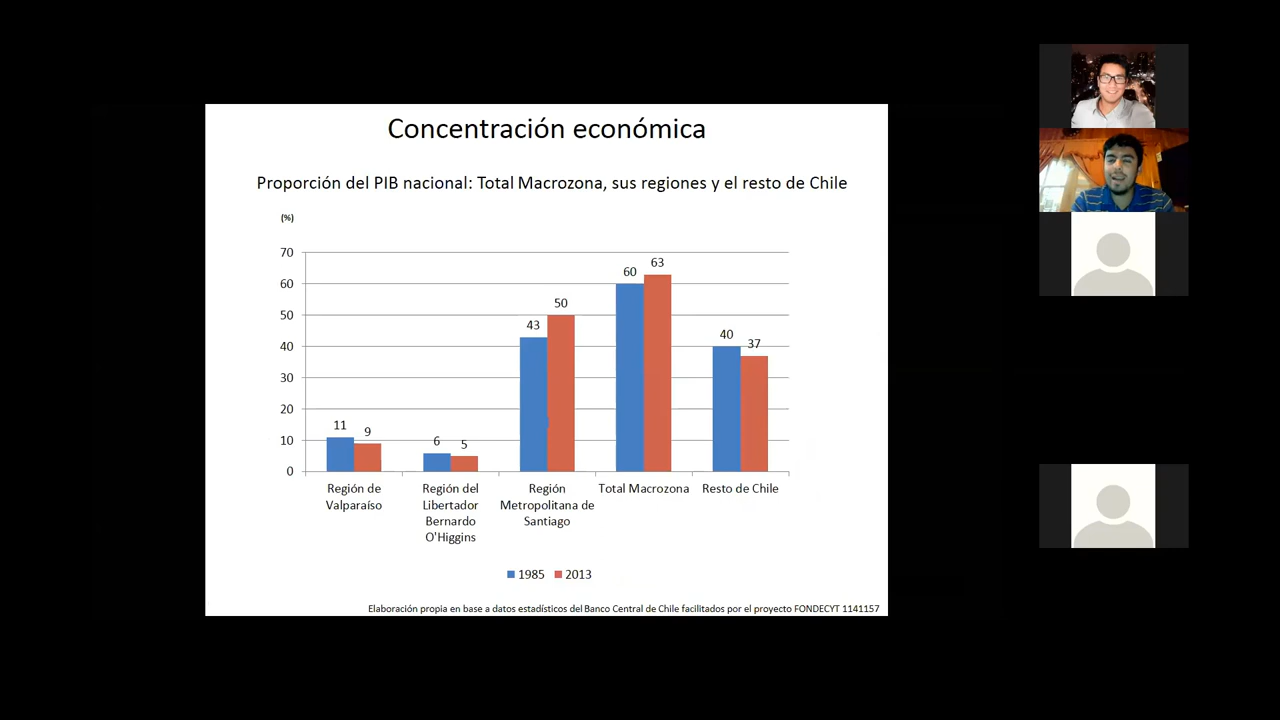 Concentración económica
Proporción del PIB nacional: Total Macrozona, sus regiones y el resto de Chile
(%)
70
60
50
40
30
20
10
0
11
9
6
5
43
50
60
63
40
37
Región de
Valparaíso
Región del
Libertador
Bernardo
O'Higgins
Región
Metropolitana de
Santiago
Total Macrozona
Resto de Chile
1985
2013
Elaboración propia en base a datos estadísticos del Banco Central de Chile facilitados por el proyecto FONDECYT 1141157